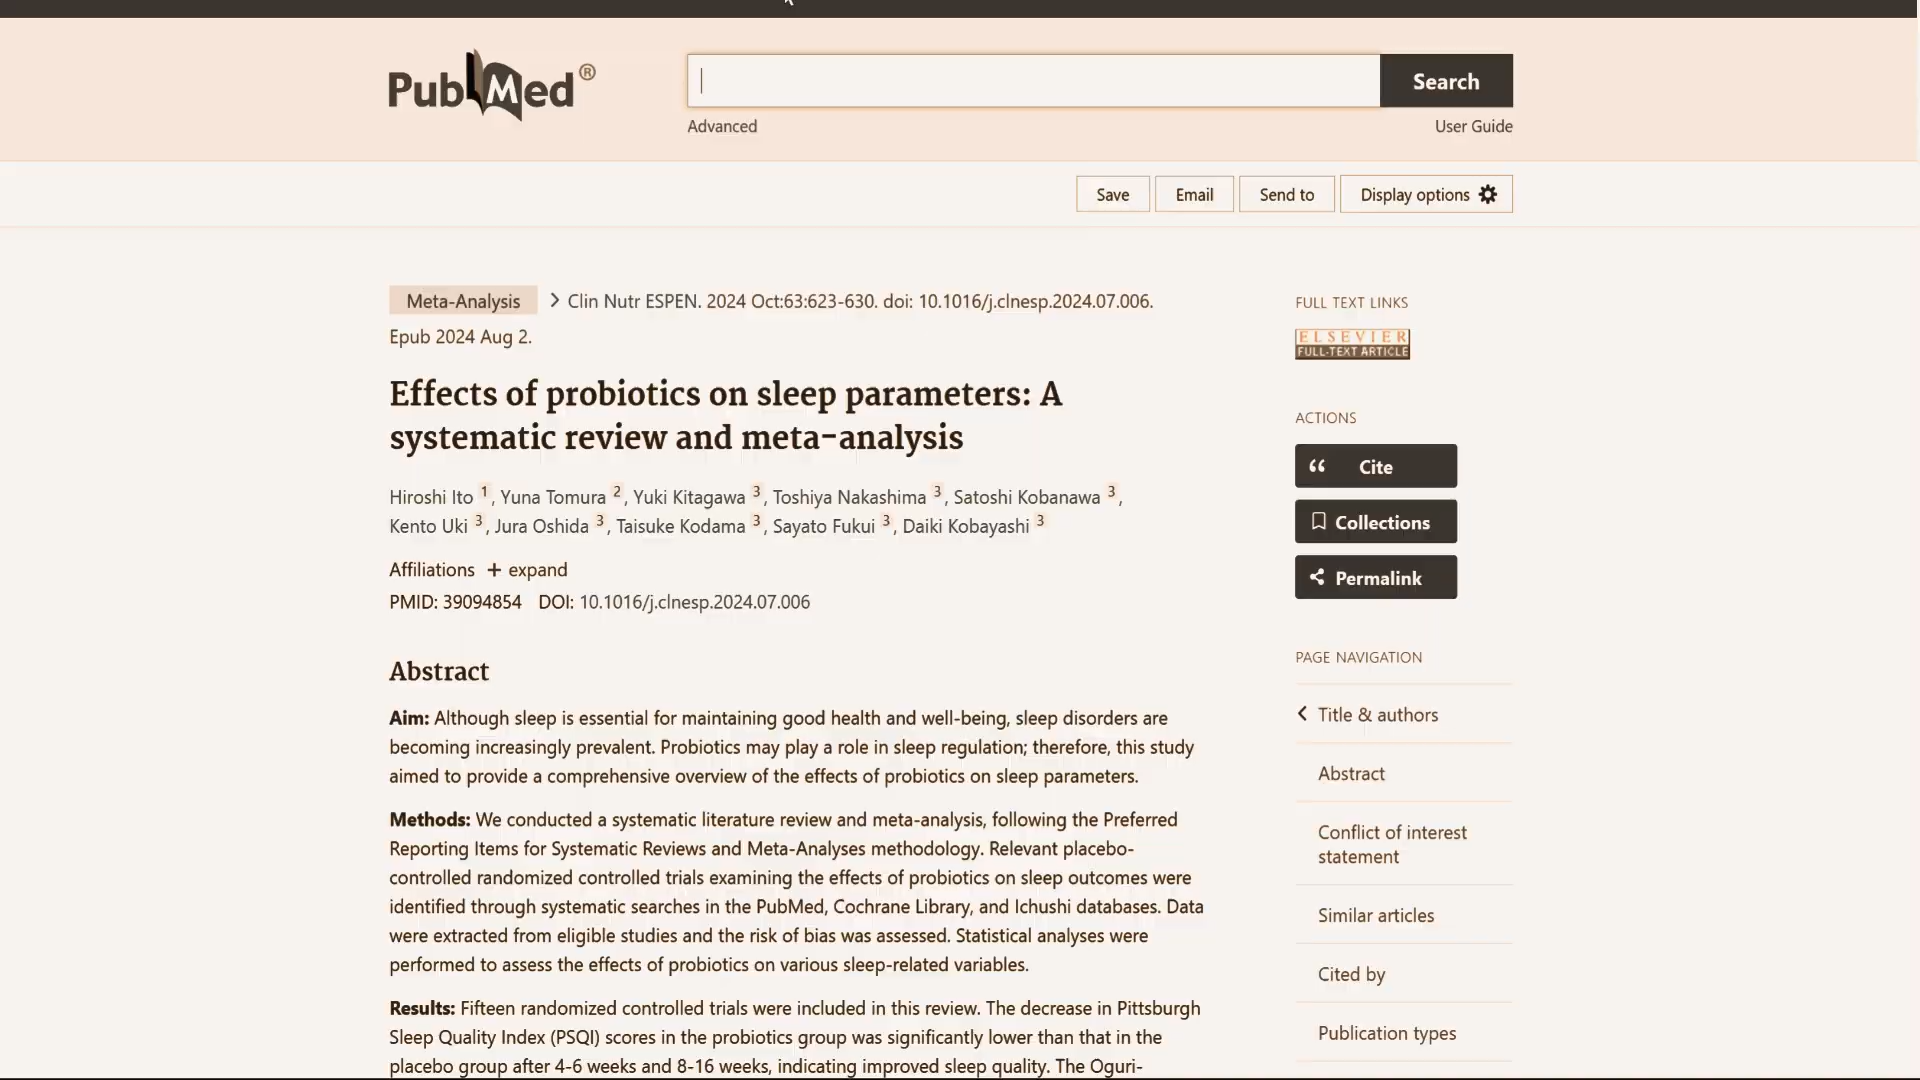 PubMed®
Search
Advanced
User Guide
Save
Email
Send to
Display options
Meta-Analysis
Clin Nutr ESPEN. 2024 Oct:63:623-630. doi: 10.1016/j.clnesp.2024.07.006.
Epub 2024 Aug 2.
Effects of probiotics on sleep parameters: A
systematic review and meta-analysis
Hiroshi Ito 1, Yuna Tomura 2, Yuki Kitagawa 3, Toshiya Nakashima 3, Satoshi Kobanawa 3,
Kento Uki 3, Jura Oshida 3, Taisuke Kodama 3, Sayato Fukui 3, Daiki Kobayashi 3
Affiliations + expand
PMID: 39094854 DOI: 10.1016/j.clnesp.2024.07.006
Abstract
Aim: Although sleep is essential for maintaining good health and well-being, sleep disorders are
becoming increasingly prevalent. Probiotics may play a role in sleep regulation; therefore, this study
aimed to provide a comprehensive overview of the effects of probiotics on sleep parameters.
Methods: We conducted a systematic literature review and meta-analysis, following the Preferred
Reporting Items for Systematic Reviews and Meta-Analyses methodology. Relevant placebo-
controlled randomized controlled trials examining the effects of probiotics on sleep outcomes were
identified through systematic searches in the PubMed, Cochrane Library, and Ichushi databases. Data
were extracted from eligible studies and the risk of bias was assessed. Statistical analyses were
performed to assess the effects of probiotics on various sleep-related variables.
Results: Fifteen randomized controlled trials were included in this review. The decrease in Pittsburgh
Sleep Quality Index (PSQI) scores in the probiotics group was significantly lower than that in the
placebo group after 4-6 weeks and 8-16 weeks, indicating improved sleep quality. The Oguri-
FULL TEXT LINKS
ELSEVIER
FULL-TEXT ARTICLE
ACTIONS
Cite
Collections
Permalink
PAGE NAVIGATION
Title & authors
Abstract
Conflict of interest
statement
Similar articles
Cited by
Publication types